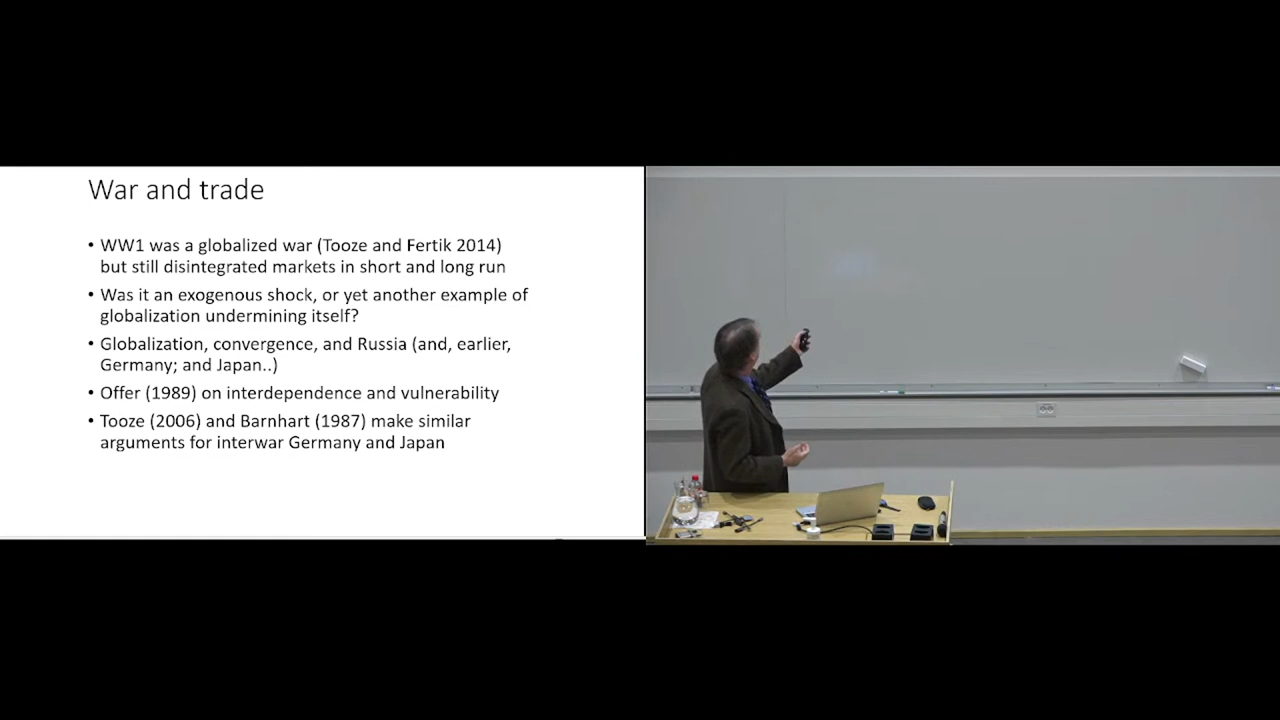 War and trade
• WW1 was a globalized war (Tooze and Fertik 2014)
but still disintegrated markets in short and long run
• Was it an exogenous shock, or yet another example of
globalization undermining itself?
• Globalization, convergence, and Russia (and, earlier,
Germany; and Japan..)
• Offer (1989) on interdependence and vulnerability
• Tooze (2006) and Barnhart (1987) make similar
arguments for interwar Germany and Japan